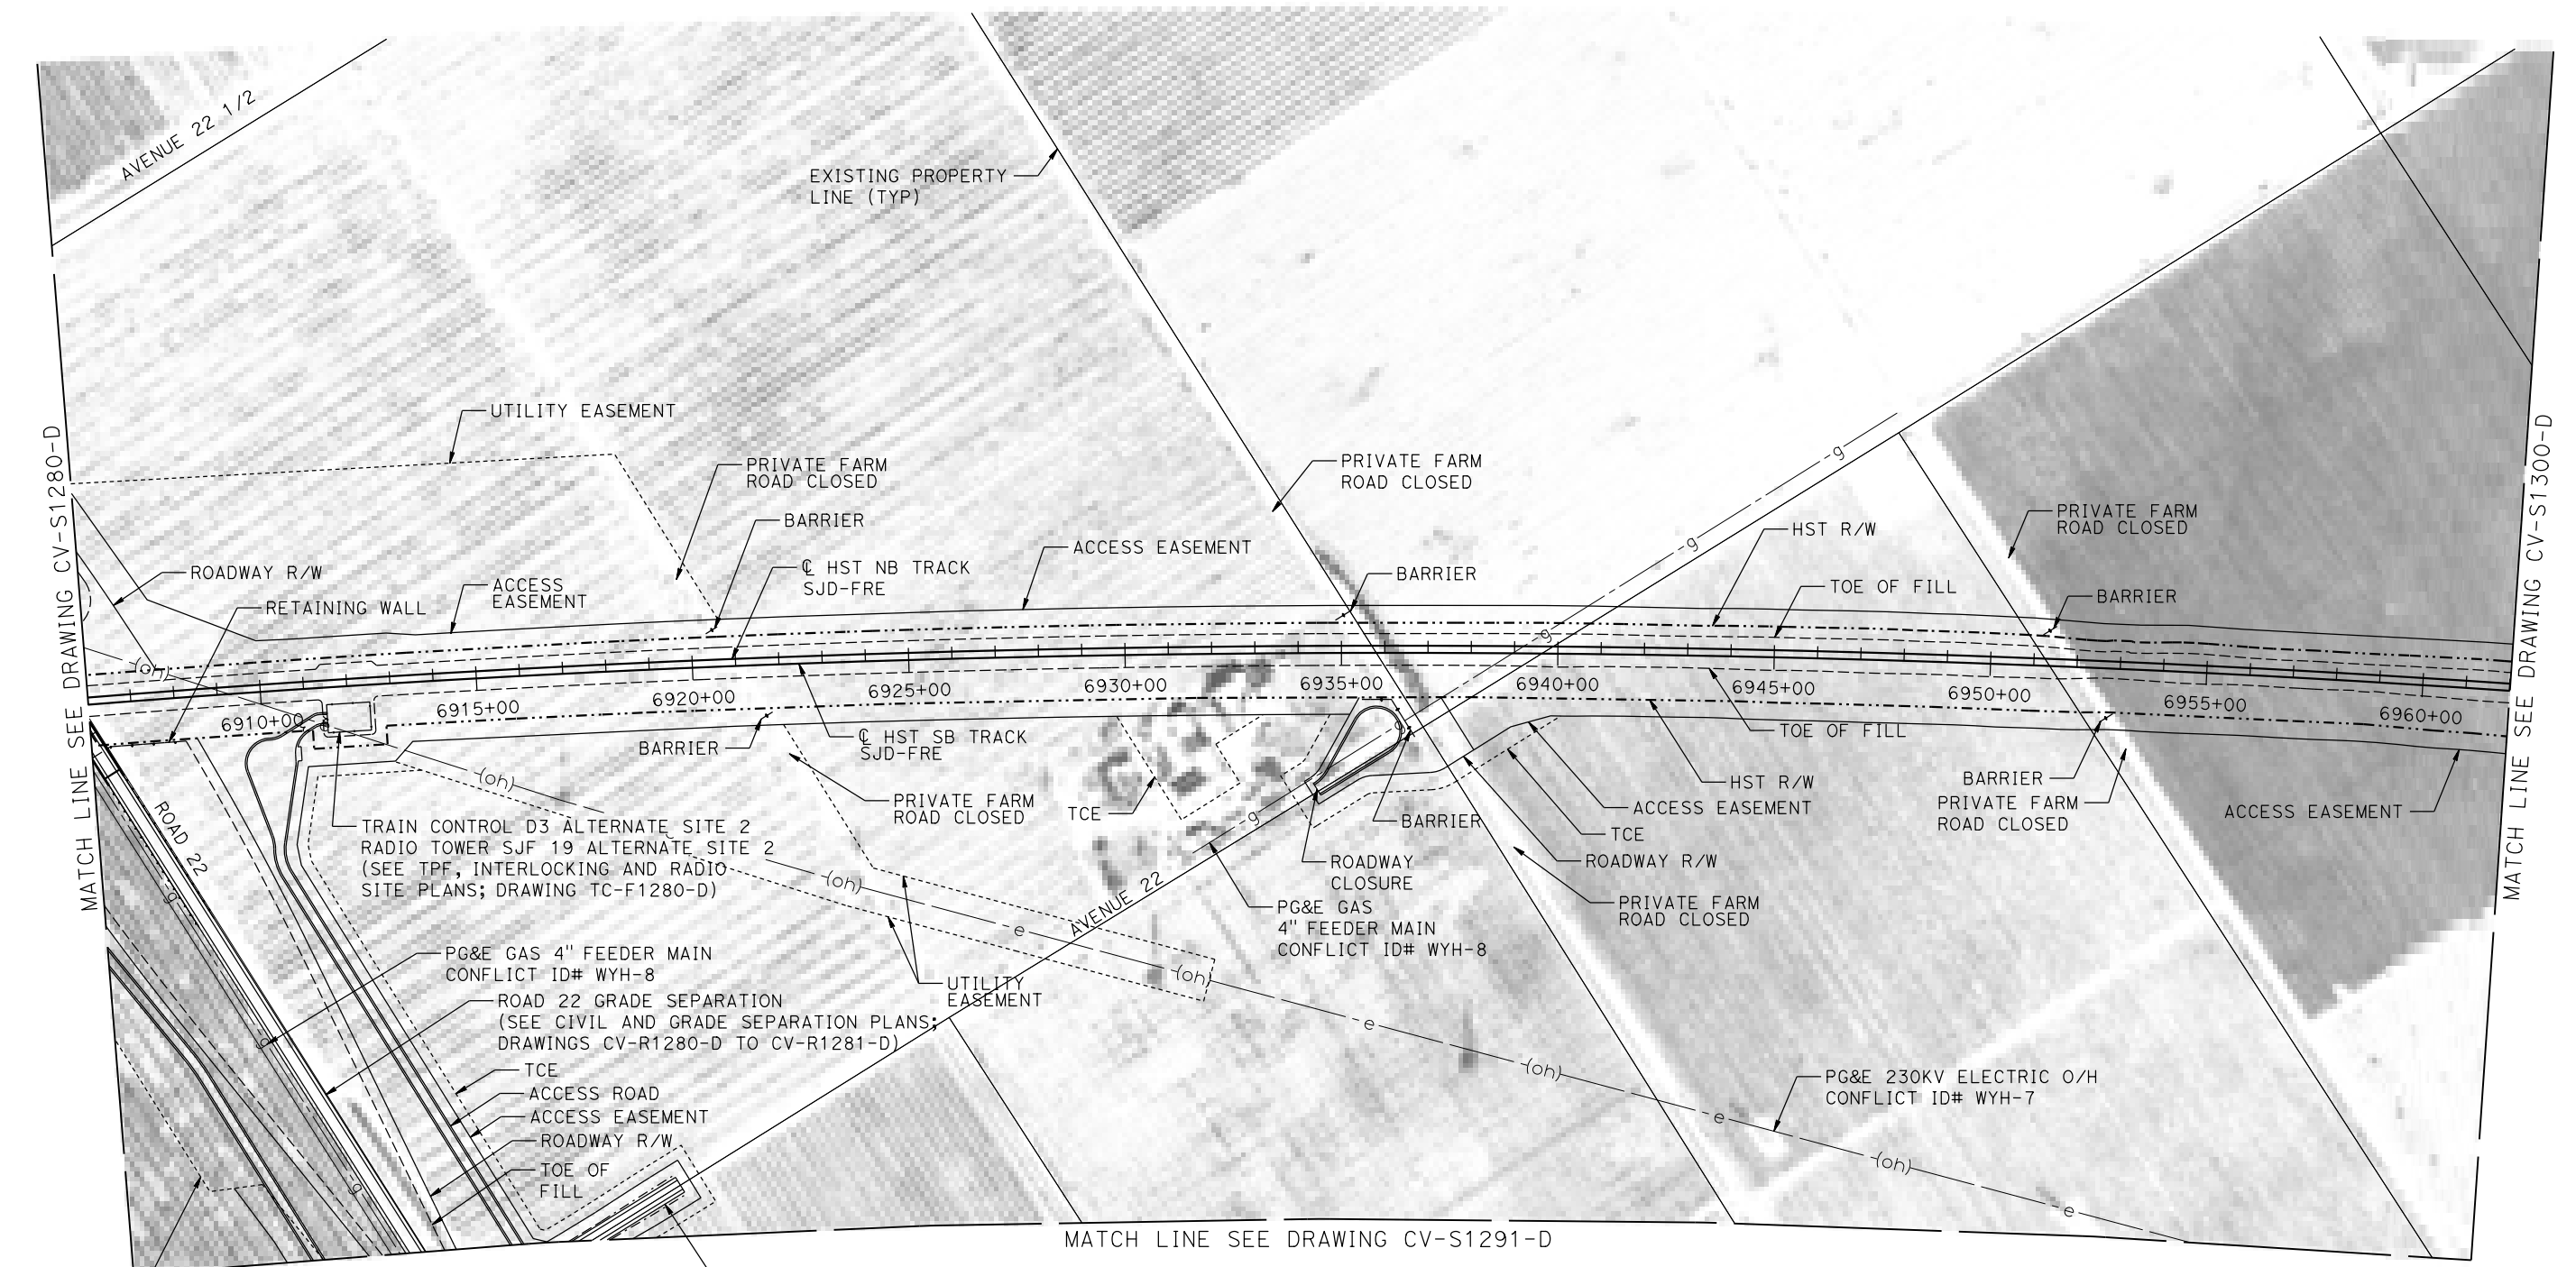 AVENUE 22 1/2
EXISTING PROPERTY
LINE (TYP)
UTILITY EASEMENT
PRIVATE FARM
ROAD CLOSED
BARRIER
℄ HST NB TRACK
SJD-FRE
ACCESS EASEMENT
PRIVATE FARM
ROAD CLOSED
BARRIER
HST R/W
TOE OF FILL
PRIVATE FARM
ROAD CLOSED
BARRIER
ROADWAY R/W
RETAINING WALL
ACCESS
EASEMENT
MATCH LINE SEE DRAWING CV-S1280-D
MATCH LINE SEE DRAWING CV-S1300-D
(oh)
g
g
g
6910+00
6915+00
6920+00
6925+00
6930+00
6935+00
6940+00
6945+00
6950+00
6955+00
6960+00
BARRIER
℄ HST SB TRACK
SJD-FRE
PRIVATE FARM
ROAD CLOSED
TCE
g
g
TOE OF FILL
HST R/W
ACCESS EASEMENT
TCE
ROADWAY R/W
BARRIER
BARRIER
PRIVATE FARM
ROAD CLOSED
ACCESS EASEMENT
ROAD 22
(oh)
TRAIN CONTROL D3 ALTERNATE SITE 2
RADIO TOWER SJF 19 ALTERNATE SITE 2
(SEE TPF, INTERLOCKING AND RADIO
SITE PLANS; DRAWING TC-F1280-D)
(oh)
e
(oh)
e
(oh)
e
(oh)
e
AVENUE 22
ROADWAY
CLOSURE
PG&E GAS
4" FEEDER MAIN
CONFLICT ID# WYH-8
PRIVATE FARM
ROAD CLOSED
UTILITY
EASEMENT
g
g
g
PG&E GAS 4" FEEDER MAIN
CONFLICT ID# WYH-8
ROAD 22 GRADE SEPARATION
(SEE CIVIL AND GRADE SEPARATION PLANS;
DRAWINGS CV-R1280-D TO CV-R1281-D)
TCE
ACCESS ROAD
ACCESS EASEMENT
ROADWAY R/W
TOE OF
FILL
PG&E 230KV ELECTRIC O/H
CONFLICT ID# WYH-7
MATCH LINE SEE DRAWING CV-S1291-D